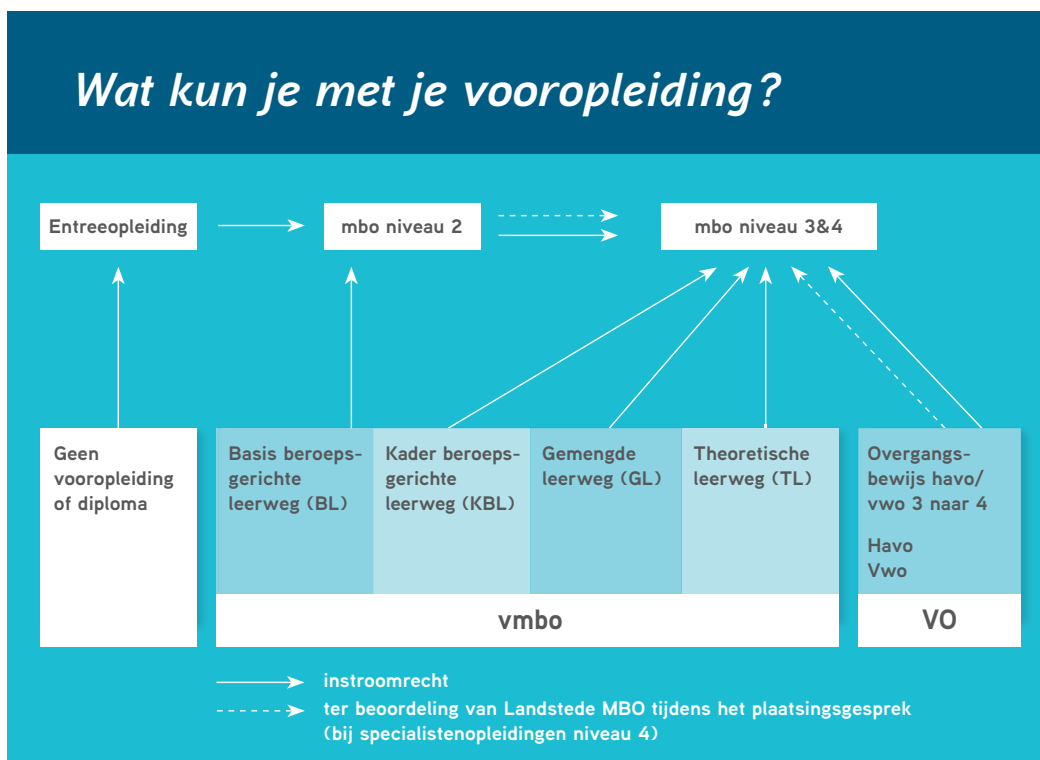 Wat kun je met je vooropleiding?
Entreeopleiding
mbo niveau 2
mbo niveau 3&4
Geen
vooropleiding
of diploma
Basis beroeps-
gerichte
leerweg (BL)
Kader beroeps-
gerichte
leerweg (KBL)
Gemengde
leerweg (GL)
Theoretische
leerweg (TL)
Overgangs-
bewijs havo/
vwo 3 naar 4
Havo
Vwo
vmbo
VO
instroomrecht
ter beoordeling van Landstede MBO tijdens het plaatsingsgesprek
(bij specialistenopleidingen niveau 4)